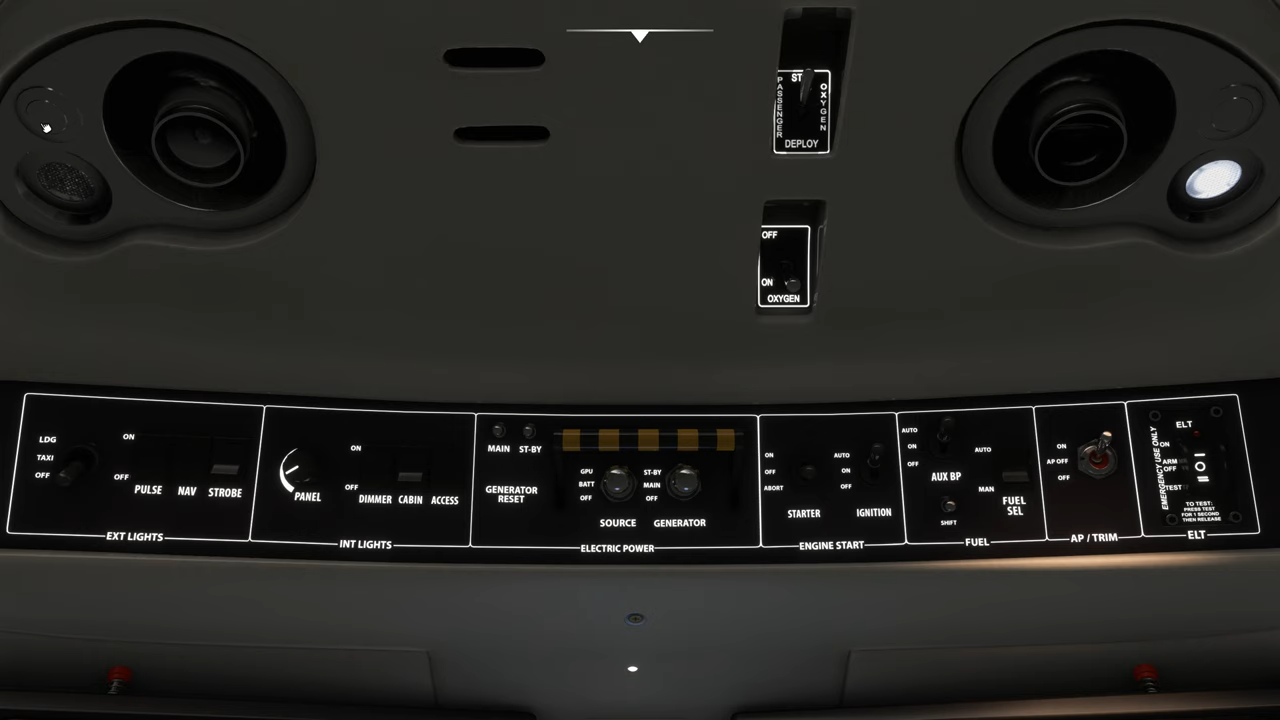 ST
PASSENGER
OXYGEN
DEPLOY
OFF
ON
OXYGEN
LDG
TAXI
OFF
ON
OFF
PULSE NAV STROBE
EXT LIGHTS
PANEL
ON
OFF
DIMMER CABIN ACCESS
INT LIGHTS
MAIN ST-BY
GENERATOR
RESET
GPU
BATT
OFF
SOURCE
ST-BY
MAIN
OFF
GENERATOR
ELECTRIC POWER
ON
OFF
ABORT
STARTER
AUTO
ON
OFF
IGNITION
ENGINE START
AUTO
ON
OFF
AUX BP
SHIFT
AUTO
MAN
FUEL
SEL
FUEL
ON
AP OFF
OFF
AP / TRIM
EMERGENCY USE ONLY
ELT
ON
ARM
OFF
TEST
TO TEST:
PRESS TEST
FOR 1 SECOND
THEN RELEASE
ELT